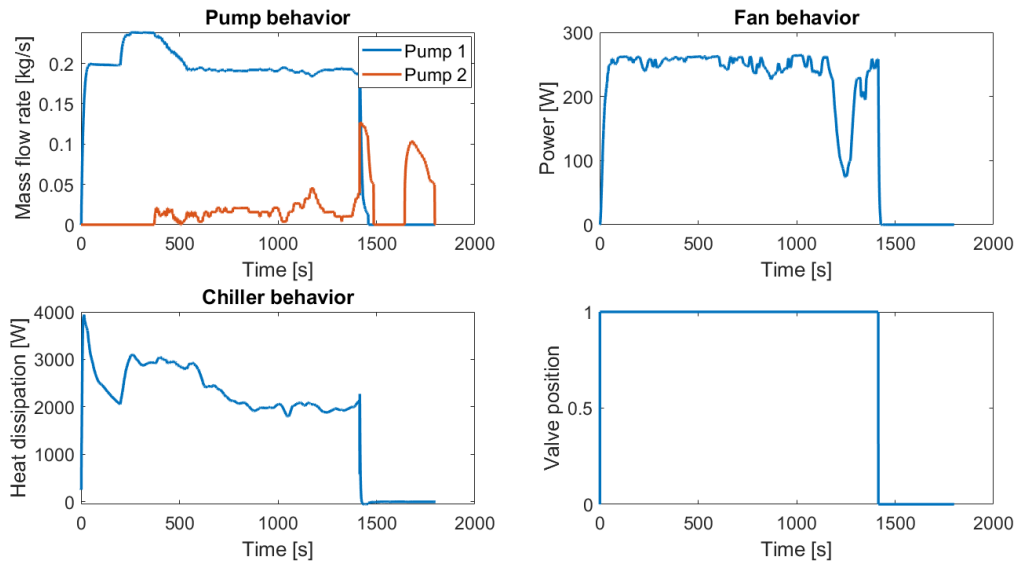 Pump behavior
Mass flow rate [kg/s]
0.2
0.15
0.1
0.05
0
Pump 1
Pump 2
0 500 1000 1500 2000
Time [s]
Fan behavior
Power [W]
300
200
100
0
0 500 1000 1500 2000
Time [s]
Chiller behavior
Heat dissipation [W]
4000
3000
2000
1000
0
0 500 1000 1500 2000
Time [s]
Valve position
1
0.5
0
0 500 1000 1500 2000
Time [s]